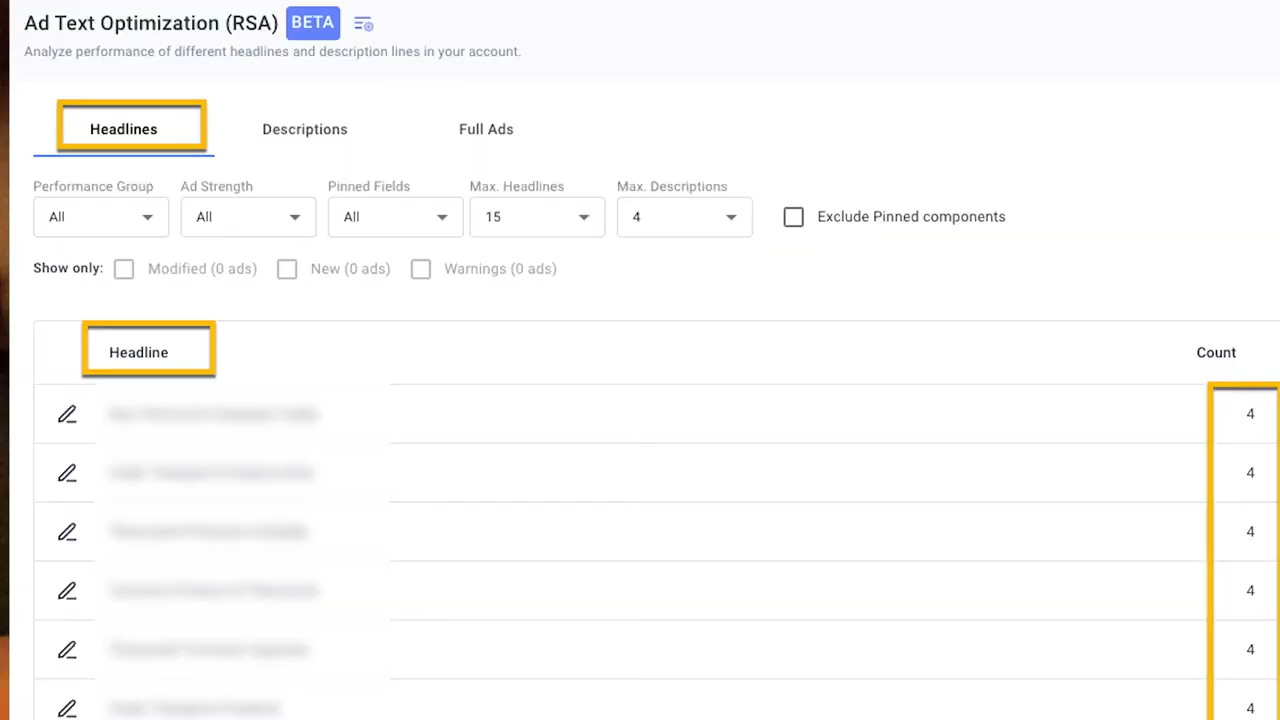 Ad Text Optimization (RSA) BETA
Analyze performance of different headlines and description lines in your account.
Headlines Descriptions Full Ads
Performance Group Ad Strength Pinned Fields Max. Headlines Max. Descriptions
All All All 15 4 Exclude Pinned components
Show only: Modified (0 ads) New (0 ads) Warnings (0 ads)
Headline Count
4
4
4
4
4
4